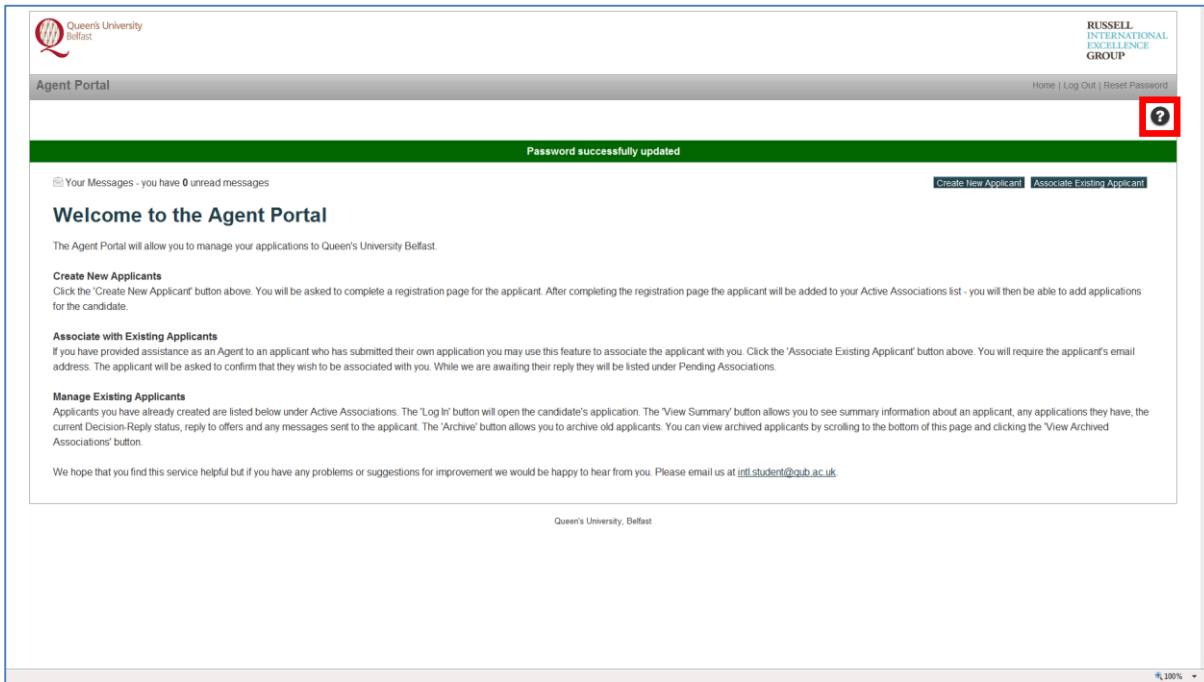 Queen's University
Belfast
RUSSELL
INTERNATIONAL
EXCELLENCE
GROUP
Agent Portal
Home | Log Out | Reset Password
?
Password successfully updated
Your Messages - you have 0 unread messages
Create New Applicant Associate Existing Applicant
Welcome to the Agent Portal
The Agent Portal will allow you to manage your applications to Queen's University Belfast.
Create New Applicants
Click the 'Create New Applicant' button above. You will be asked to complete a registration page for the applicant. After completing the registration page the applicant will be added to your Active Associations list - you will then be able to add applications
for the candidate.
Associate with Existing Applicants
If you have provided assistance as an Agent to an applicant who has submitted their own application you may use this feature to associate the applicant with you. Click the 'Associate Existing Applicant' button above. You will require the applicant's email
address. The applicant will be asked to confirm that they wish to be associated with you. While we are awaiting their reply they will be listed under Pending Associations.
Manage Existing Applicants
Applicants you have already created are listed below under Active Associations. The 'Log In' button will open the candidate's application. The 'View Summary' button allows you to see summary information about an applicant, any applications they have, the
current Decision-Reply status, reply to offers and any messages sent to the applicant. The 'Archive' button allows you to archive old applicants. You can view archived applicants by scrolling to the bottom of this page and clicking the 'View Archived
Associations' button.
We hope that you find this service helpful but if you have any problems or suggestions for improvement we would be happy to hear from you. Please email us at intl.student@qub.ac.uk.
Queen's University, Belfast
100%